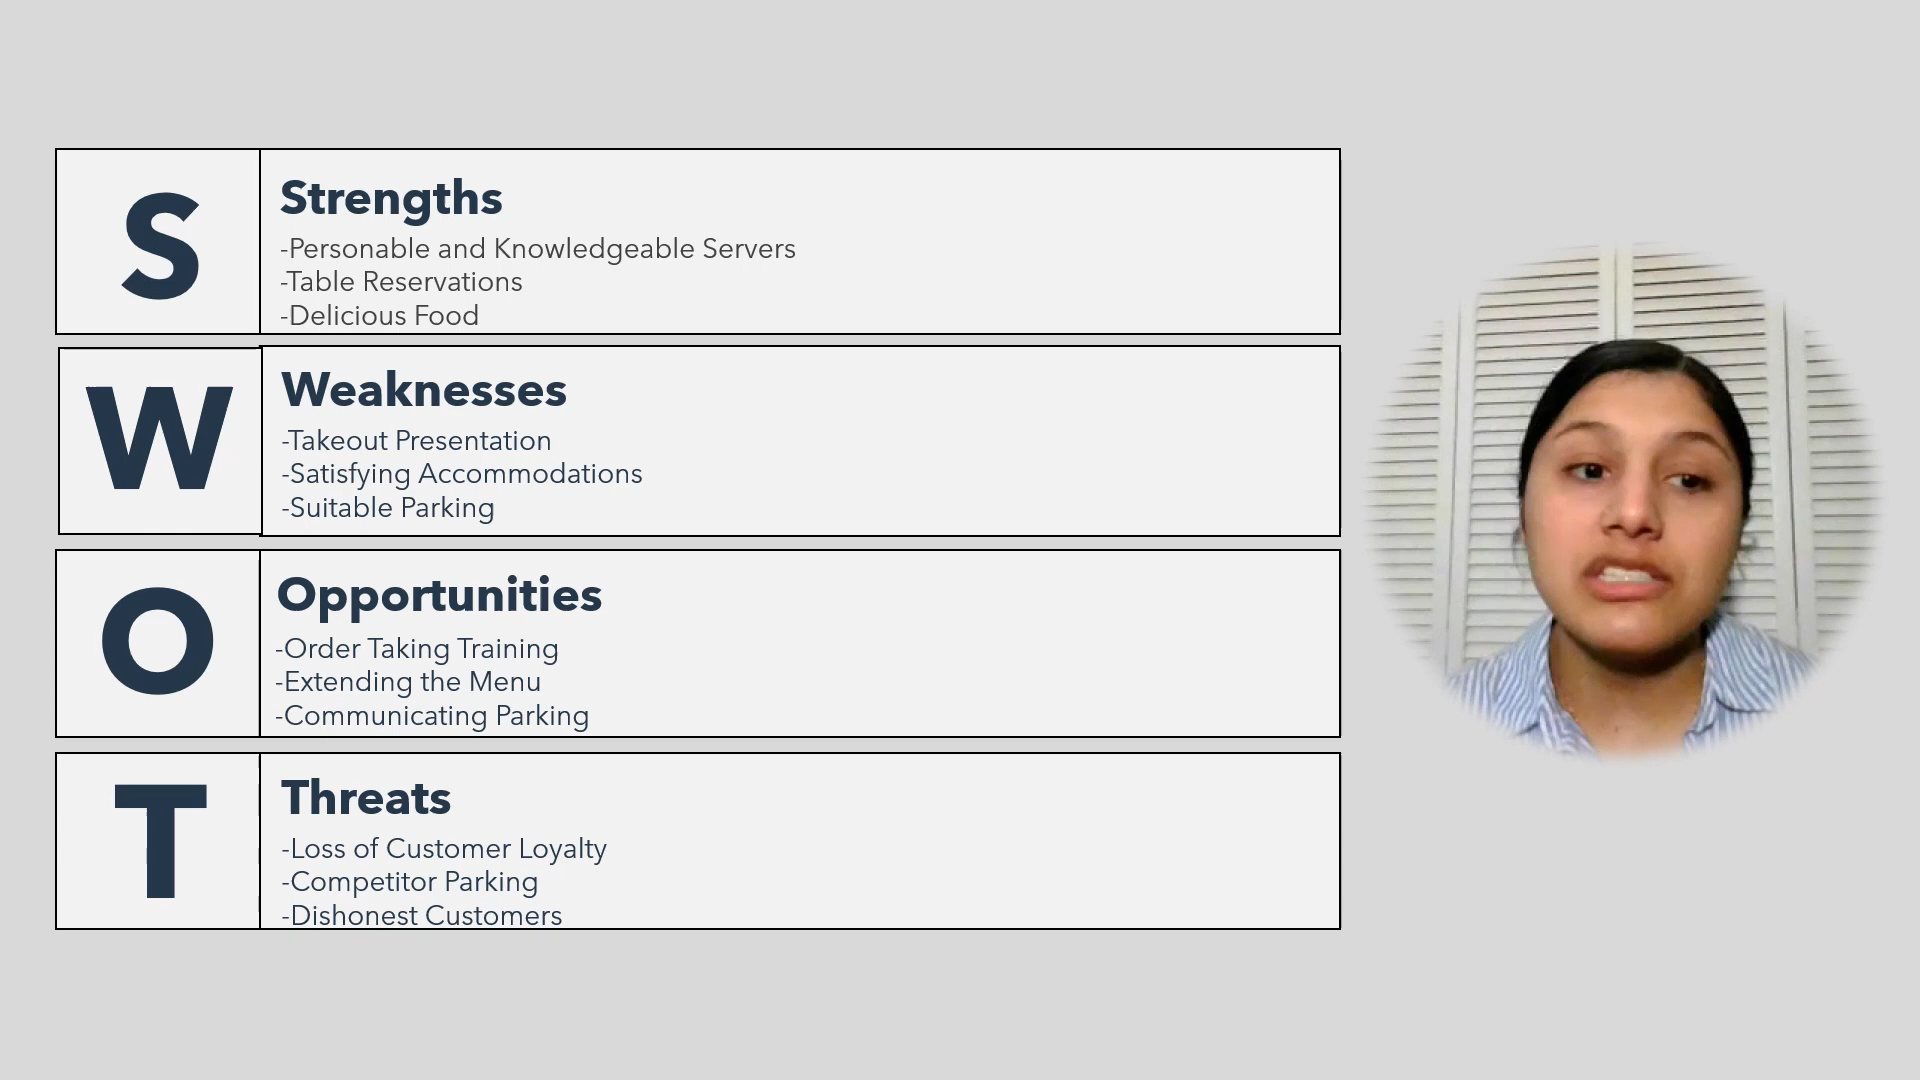 S
Strengths
-Personable and Knowledgeable Servers
-Table Reservations
-Delicious Food
W
Weaknesses
-Takeout Presentation
-Satisfying Accommodations
-Suitable Parking
O
Opportunities
-Order Taking Training
-Extending the Menu
-Communicating Parking
T
Threats
-Loss of Customer Loyalty
-Competitor Parking
-Dishonest Customers